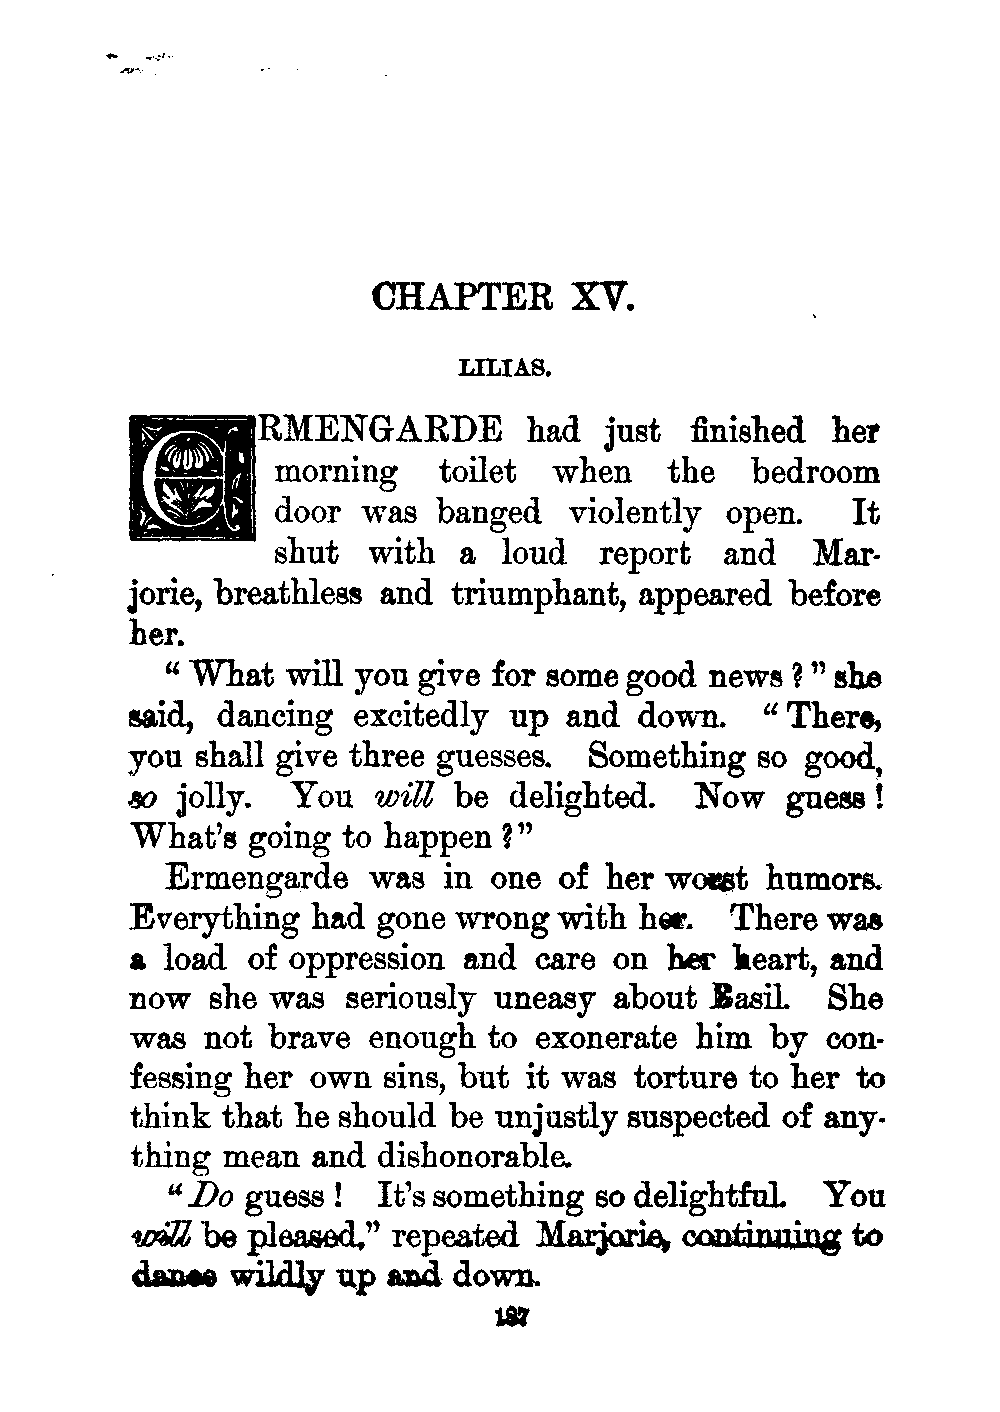 CHAPTER XV.
LILIAS.
ERMENGARDE had just finished her
morning toilet when the bedroom
door was banged violently open. It
shut with a loud report and Mar-
jorie, breathless and triumphant, appeared before
her.
“What will you give for some good news?” she
said, dancing excitedly up and down. “There,
you shall give three guesses. Something so good,
so jolly. You will be delighted. Now guess!
What's going to happen?”
Ermengarde was in one of her worst humors.
Everything had gone wrong with her. There was
a load of oppression and care on her heart, and
now she was seriously uneasy about Basil. She
was not brave enough to exonerate him by con-
fessing her own sins, but it was torture to her to
think that he should be unjustly suspected of any-
thing mean and dishonorable.
“Do guess! It's something so delightful. You
will be pleased,” repeated Marjorie, continuing to
dance wildly up and down.
187